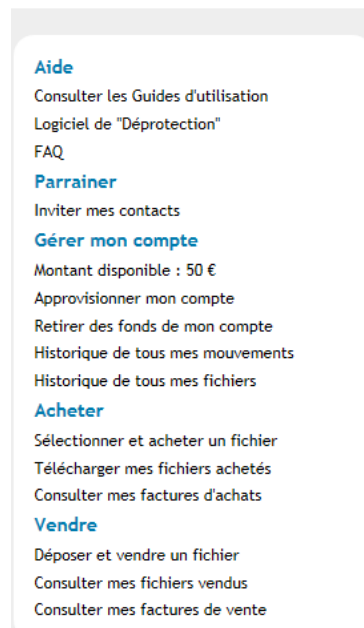 Aide
Consulter les Guides d'utilisation
Logiciel de "Déprotection"
FAQ
Parrainer
Inviter mes contacts
Gérer mon compte
Montant disponible : 50 €
Approvisionner mon compte
Retirer des fonds de mon compte
Historique de tous mes mouvements
Historique de tous mes fichiers
Acheter
Sélectionner et acheter un fichier
Télécharger mes fichiers achetés
Consulter mes factures d'achats
Vendre
Déposer et vendre un fichier
Consulter mes fichiers vendus
Consulter mes factures de vente